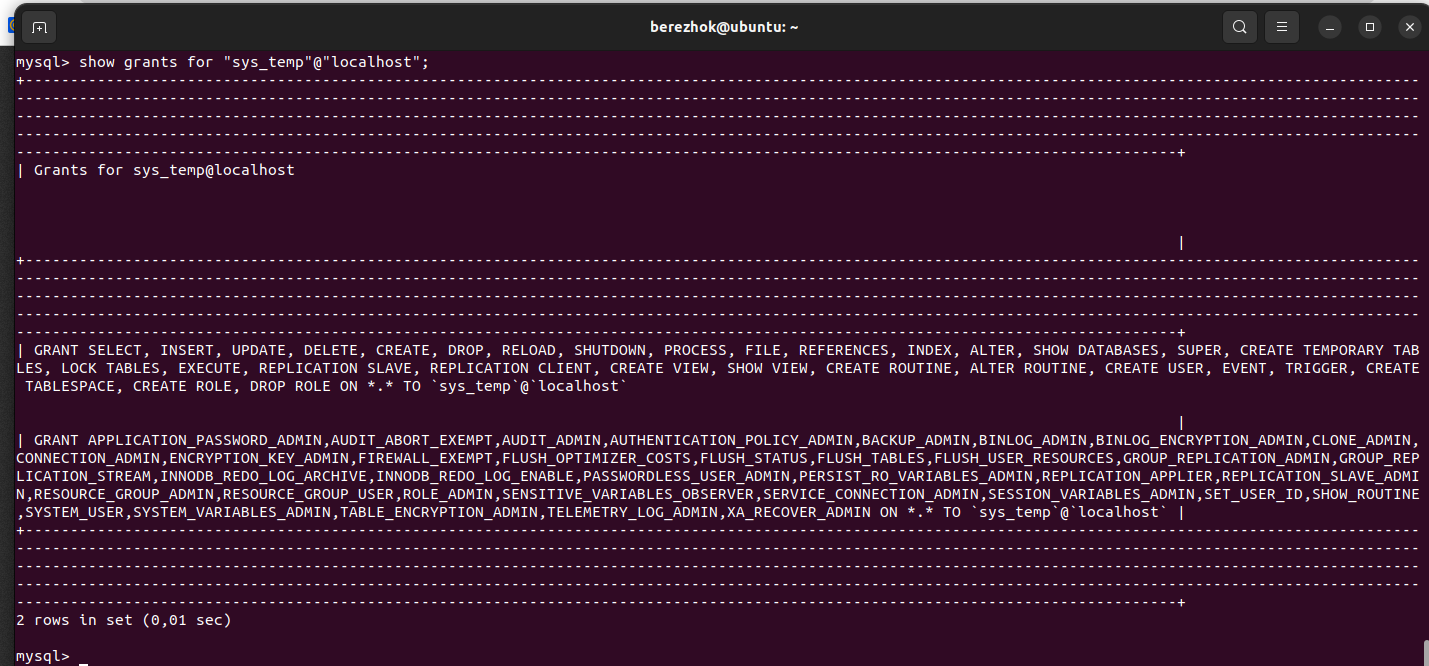 berezhok@ubuntu: ~
mysql> show grants for "sys_temp"@"localhost";
+-----------------------------------------------------------------------------------------------------------------------------------------------------------
------------------------------------------------------------------------------------------------------------------------------------------------------------
------------------------------------------------------------------------------------------------------------------------------------------------------------
------------------------------------------------------------------------------------------------------------------------------------------------------------
---------------------------------------------------------------------------------------------------------------------------------+
| Grants for sys_temp@localhost
|
+-----------------------------------------------------------------------------------------------------------------------------------------------------------
------------------------------------------------------------------------------------------------------------------------------------------------------------
------------------------------------------------------------------------------------------------------------------------------------------------------------
------------------------------------------------------------------------------------------------------------------------------------------------------------
---------------------------------------------------------------------------------------------------------------------------------+
| GRANT SELECT, INSERT, UPDATE, DELETE, CREATE, DROP, RELOAD, SHUTDOWN, PROCESS, FILE, REFERENCES, INDEX, ALTER, SHOW DATABASES, SUPER, CREATE TEMPORARY TAB
LES, LOCK TABLES, EXECUTE, REPLICATION SLAVE, REPLICATION CLIENT, CREATE VIEW, SHOW VIEW, CREATE ROUTINE, ALTER ROUTINE, CREATE USER, EVENT, TRIGGER, CREATE
 TABLESPACE, CREATE ROLE, DROP ROLE ON *.* TO `sys_temp`@`localhost`
|
| GRANT APPLICATION_PASSWORD_ADMIN,AUDIT_ABORT_EXEMPT,AUDIT_ADMIN,AUTHENTICATION_POLICY_ADMIN,BACKUP_ADMIN,BINLOG_ADMIN,BINLOG_ENCRYPTION_ADMIN,CLONE_ADMIN,
CONNECTION_ADMIN,ENCRYPTION_KEY_ADMIN,FIREWALL_EXEMPT,FLUSH_OPTIMIZER_COSTS,FLUSH_STATUS,FLUSH_TABLES,FLUSH_USER_RESOURCES,GROUP_REPLICATION_ADMIN,GROUP_REP
LICATION_STREAM,INNODB_REDO_LOG_ARCHIVE,INNODB_REDO_LOG_ENABLE,PASSWORDLESS_USER_ADMIN,PERSIST_RO_VARIABLES_ADMIN,REPLICATION_APPLIER,REPLICATION_SLAVE_ADMI
N,RESOURCE_GROUP_ADMIN,RESOURCE_GROUP_USER,ROLE_ADMIN,SENSITIVE_VARIABLES_OBSERVER,SERVICE_CONNECTION_ADMIN,SESSION_VARIABLES_ADMIN,SET_USER_ID,SHOW_ROUTINE
,SYSTEM_USER,SYSTEM_VARIABLES_ADMIN,TABLE_ENCRYPTION_ADMIN,TELEMETRY_LOG_ADMIN,XA_RECOVER_ADMIN ON *.* TO `sys_temp`@`localhost` |
+-----------------------------------------------------------------------------------------------------------------------------------------------------------
------------------------------------------------------------------------------------------------------------------------------------------------------------
------------------------------------------------------------------------------------------------------------------------------------------------------------
------------------------------------------------------------------------------------------------------------------------------------------------------------
---------------------------------------------------------------------------------------------------------------------------------+
2 rows in set (0,01 sec)
mysql>